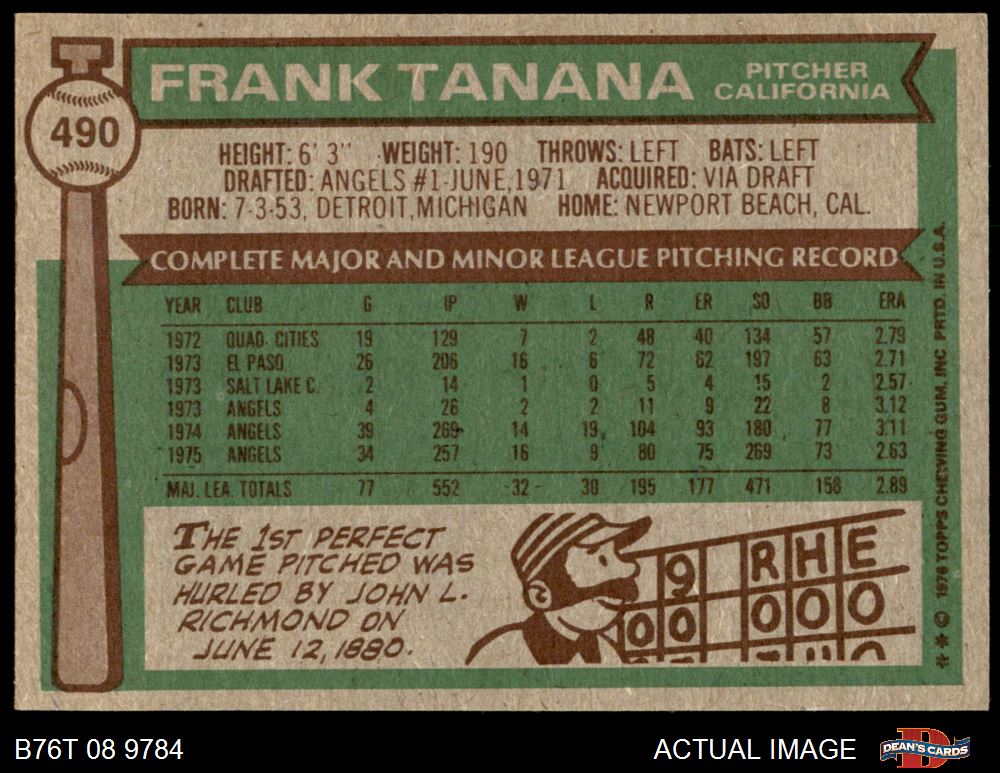 490
FRANK TANANA
PITCHER
CALIFORNIA
HEIGHT: 6' 3" WEIGHT: 190 THROWS: LEFT BATS: LEFT
DRAFTED: ANGELS #1-JUNE, 1971 ACQUIRED: VIA DRAFT
BORN: 7-3-53, DETROIT, MICHIGAN HOME: NEWPORT BEACH, CAL.
COMPLETE MAJOR AND MINOR LEAGUE PITCHING RECORD
YEAR CLUB G IP W L R ER SO BB ERA
1972 QUAD CITIES 19 129 7 2 48 40 134 57 2.79
1973 EL PASO 26 206 16 6 72 62 197 63 2.71
1973 SALT LAKE C. 2 14 1 0 5 4 15 2 2.57
1973 ANGELS 4 26 2 2 11 9 22 8 3.12
1974 ANGELS 39 269 14 19 104 93 180 77 3.11
1975 ANGELS 34 257 16 9 80 75 269 73 2.63
MAJ. LEA. TOTALS 77 552 32 30 195 177 471 158 2.89
THE 1ST PERFECT
GAME PITCHED WAS
HURLED BY JOHN L.
RICHMOND ON
JUNE 12, 1880.
9 R H E
0 0 0 0 0
** © 1976 TOPPS CHEWING GUM, INC PRTD. IN U.S.A.
B76T 08 9784
ACTUAL IMAGE
D
DEAN'S CARDS